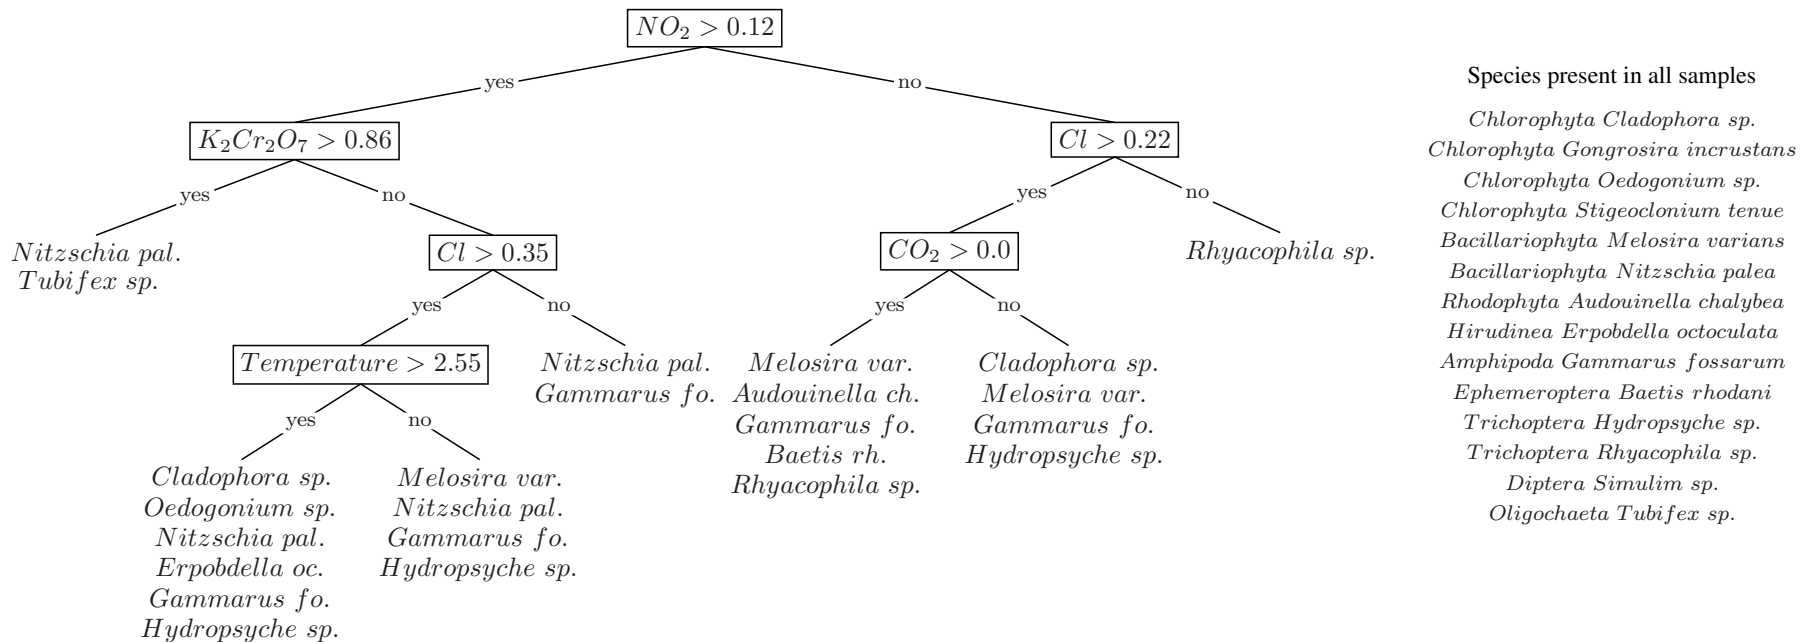 NO₂ > 0.12
yes
no
K₂Cr₂O₇ > 0.86
Cl > 0.22
yes
no
yes
no
Nitzschia pal.
Tubifex sp.
Cl > 0.35
CO₂ > 0.0
Rhyacophila sp.
yes
no
yes
no
Temperature > 2.55
Nitzschia pal.
Gammarus fo.
Melosira var.
Audouinella ch.
Gammarus fo.
Baetis rh.
Rhyacophila sp.
Cladophora sp.
Melosira var.
Gammarus fo.
Hydropsyche sp.
yes
no
Cladophora sp.
Oedogonium sp.
Nitzschia pal.
Erpobdella oc.
Gammarus fo.
Hydropsyche sp.
Melosira var.
Nitzschia pal.
Gammarus fo.
Hydropsyche sp.
Species present in all samples
Chlorophyta Cladophora sp.
Chlorophyta Gongrosira incrustans
Chlorophyta Oedogonium sp.
Chlorophyta Stigeoclonium tenue
Bacillariophyta Melosira varians
Bacillariophyta Nitzschia palea
Rhodophyta Audouinella chalybea
Hirudinea Erpobdella octoculata
Amphipoda Gammarus fossarum
Ephemeroptera Baetis rhodani
Trichoptera Hydropsyche sp.
Trichoptera Rhyacophila sp.
Diptera Simulim sp.
Oligochaeta Tubifex sp.